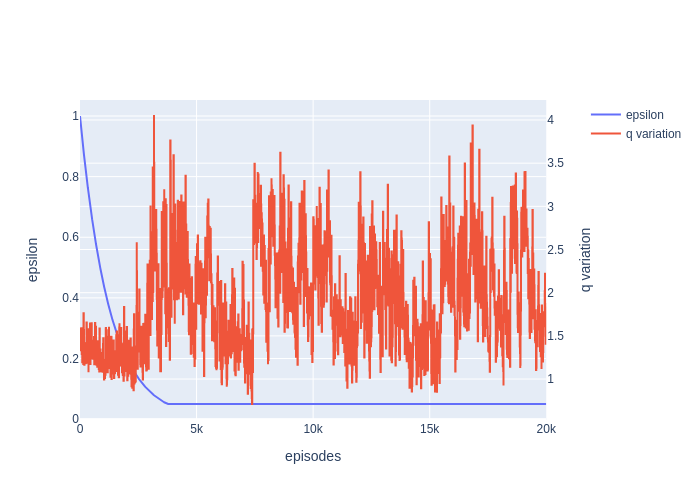 epsilon
q variation
1
0.8
0.6
0.4
0.2
0
4
3.5
3
2.5
2
1.5
1
0
5k
10k
15k
20k
epsilon
q variation
episodes